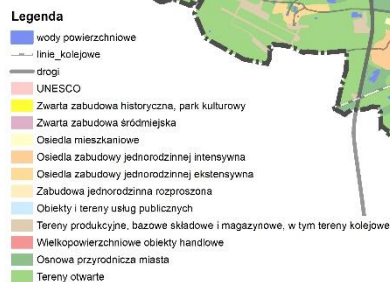 Legenda
wody powierzchniowe
linie_kolejowe
drogi
UNESCO
Zwarta zabudowa historyczna, park kulturowy
Zwarta zabudowa śródmiejska
Osiedla mieszkaniowe
Osiedla zabudowy jednorodzinnej intensywna
Osiedla zabudowy jednorodzinnej ekstensywna
Zabudowa jednorodzinna rozproszona
Obiekty i tereny usług publicznych
Tereny produkcyjne, bazowe składowe i magazynowe, w tym tereny kolejowe
Wielkopowierzchniowe obiekty handlowe
Osnowa przyrodnicza miasta
Tereny otwarte